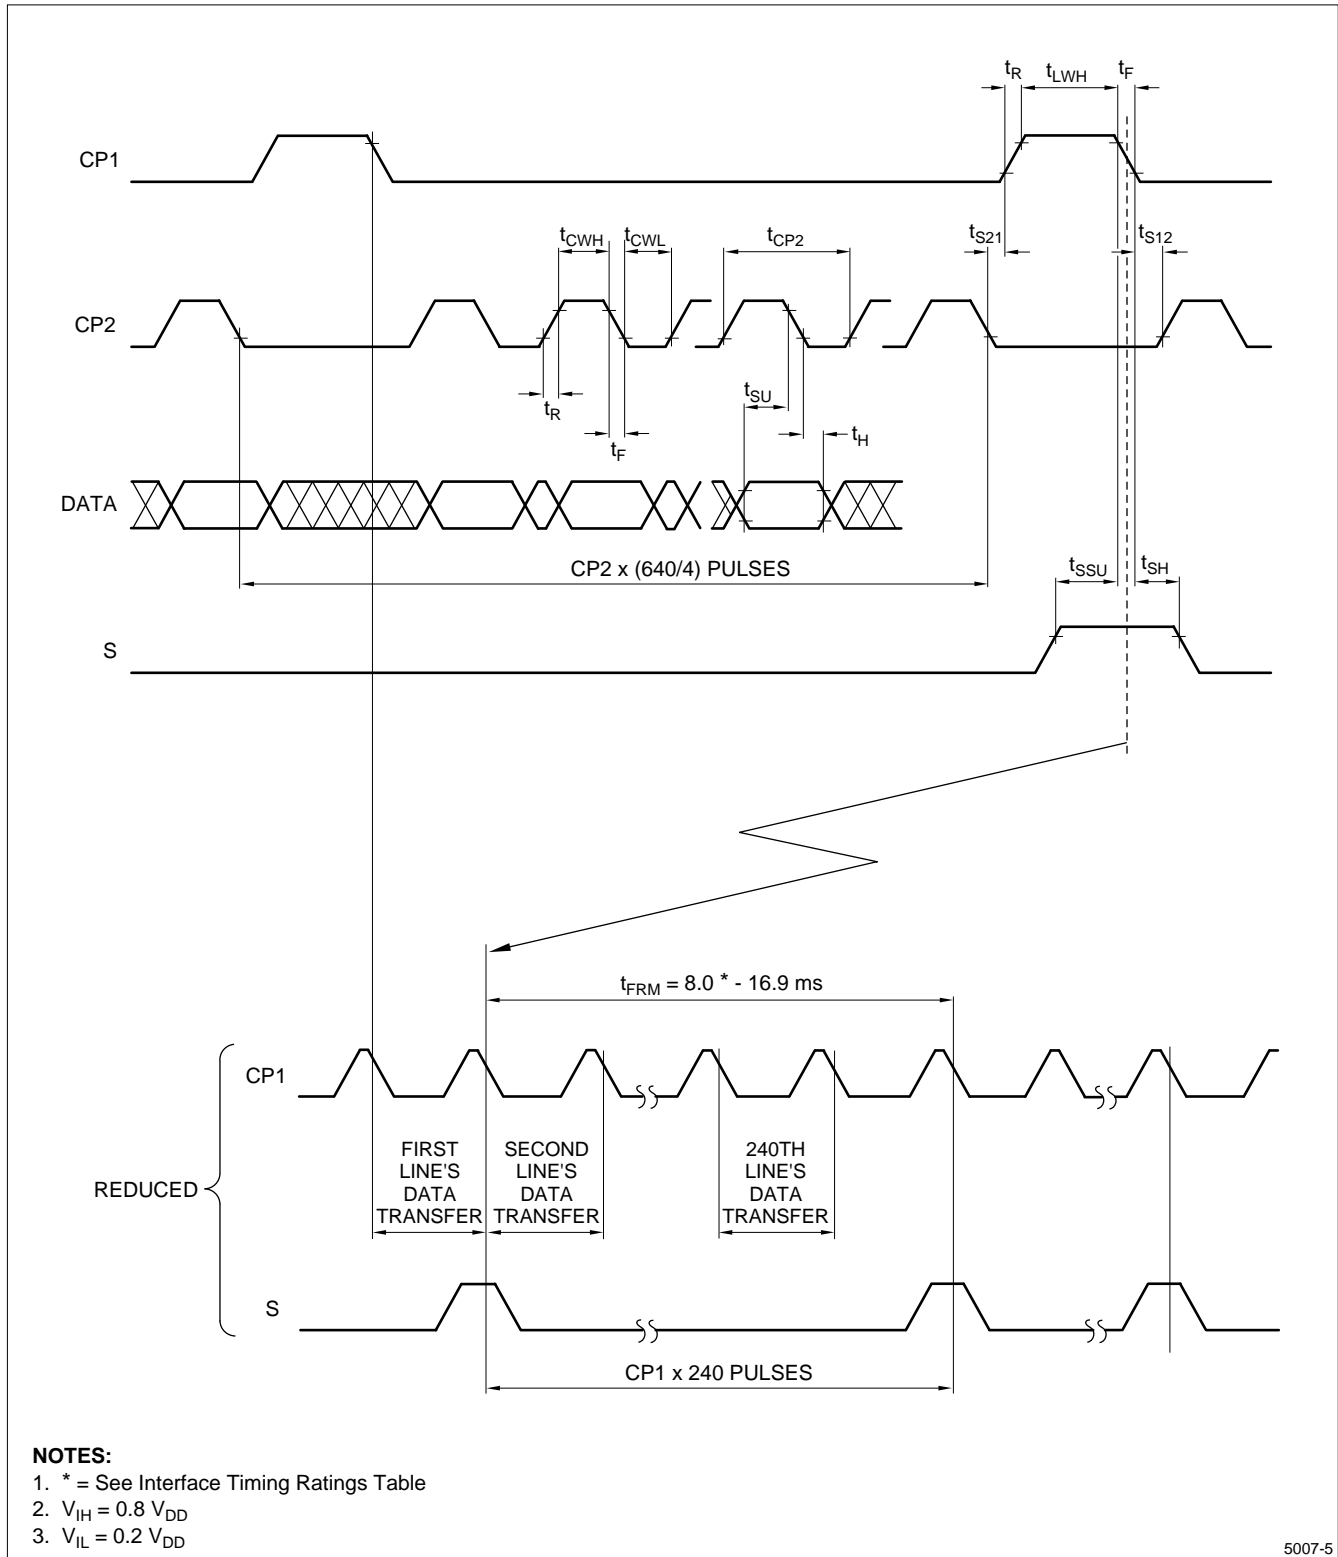 tR tLWH tF
CP1
tCWH tCWL tCP2 tS21 tS12
CP2
tR tF tSU tH
DATA
CP2 x (640/4) PULSES
tSSU tSH
S
tFRM = 8.0 * - 16.9 ms
CP1
REDUCED
FIRST
LINE'S
DATA
TRANSFER
SECOND
LINE'S
DATA
TRANSFER
240TH
LINE'S
DATA
TRANSFER
S
CP1 x 240 PULSES
NOTES:
1. * = See Interface Timing Ratings Table
2. VIH = 0.8 VDD
3. VIL = 0.2 VDD
5007-5